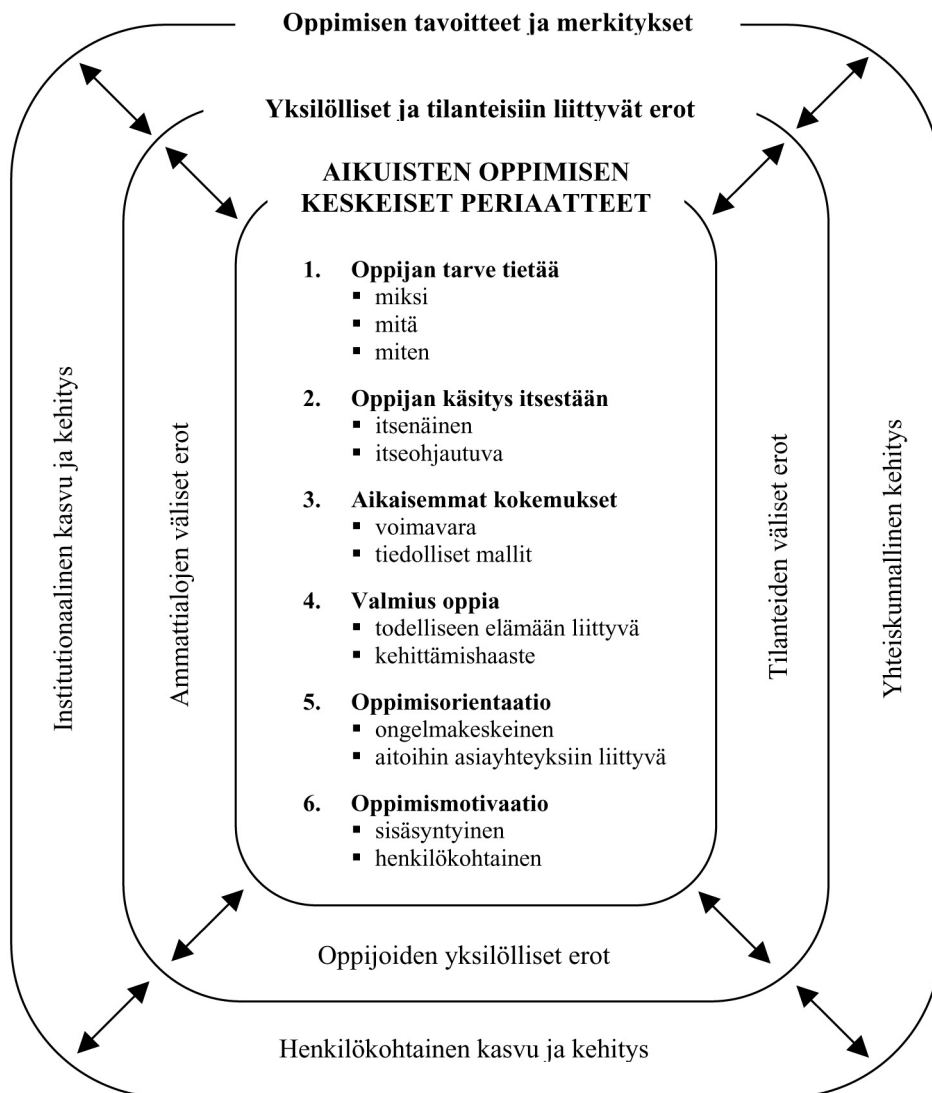 Oppimisen tavoitteet ja merkitykset
Yksilölliset ja tilanteisiin liittyvät erot
AIKUISTEN OPPIMISEN
KESKEISET PERIAATTEET
1. Oppijan tarve tietää
▪ miksi
▪ mitä
▪ miten
2. Oppijan käsitys itsestään
▪ itsenäinen
▪ itseohjautuva
3. Aikaisemmat kokemukset
▪ voimavara
▪ tiedolliset mallit
4. Valmius oppia
▪ todelliseen elämään liittyvä
▪ kehittämishaaste
5. Oppimisorientaatio
▪ ongelmakeskeinen
▪ aitoihin asiayhteyksiin liittyvä
6. Oppimismotivaatio
▪ sisäsyntyinen
▪ henkilökohtainen
Institutionaalinen kasvu ja kehitys
Ammattialojen väliset erot
Tilanteiden väliset erot
Yhteiskunnallinen kehitys
Oppijoiden yksilölliset erot
Henkilökohtainen kasvu ja kehitys